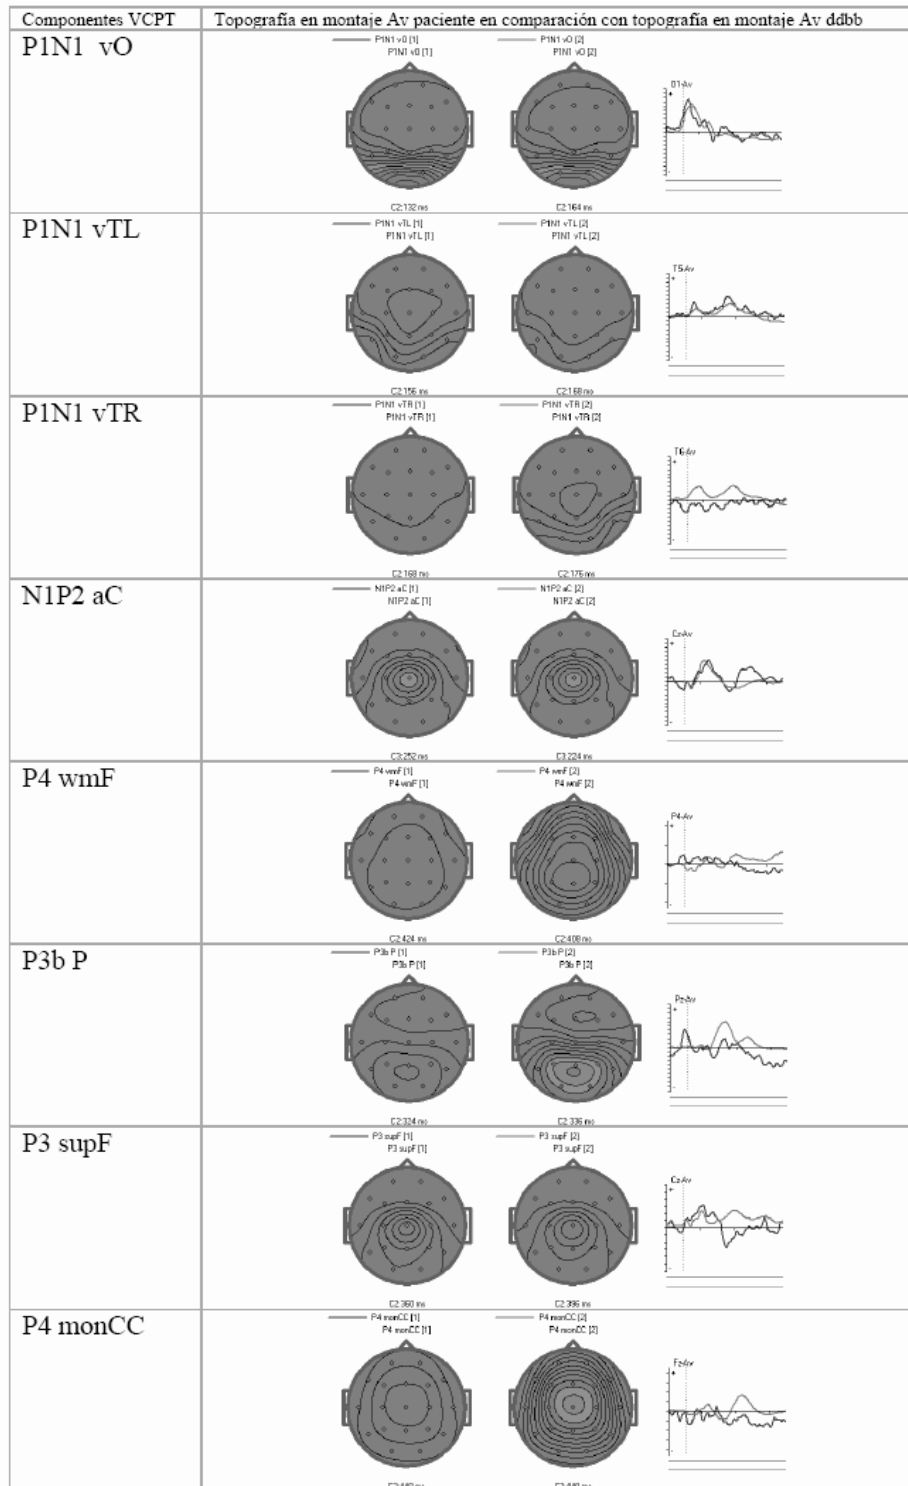 Componentes VCPT
Topografía en montaje Av paciente en comparación con topografía en montaje Av ddbb
P1N1 vO
P1N1 vO [1]
P1N1 vO [1]
P1N1 vO [2]
P1N1 vO [2]
O1-Av
C2:132 ms
C2:164 ms
P1N1 vTL
P1N1 vTL [1]
P1N1 vTL [1]
P1N1 vTL [2]
P1N1 vTL [2]
T5-Av
C2:156 ms
C2:168 ms
P1N1 vTR
P1N1 vTR [1]
P1N1 vTR [1]
P1N1 vTR [2]
P1N1 vTR [2]
T6-Av
C2:168 ms
C2:176 ms
N1P2 aC
N1P2 aC [1]
N1P2 aC [1]
N1P2 aC [2]
N1P2 aC [2]
Cz-Av
C3:252 ms
C3:224 ms
P4 wmF
P4 wmF [1]
P4 wmF [1]
P4 wmF [2]
P4 wmF [2]
P4-Av
C2:424 ms
C2:408 ms
P3b P
P3b P [1]
P3b P [1]
P3b P [2]
P3b P [2]
Pz-Av
C2:324 ms
C2:336 ms
P3 supF
P3 supF [1]
P3 supF [1]
P3 supF [2]
P3 supF [2]
Cz-Av
C2:360 ms
C2:396 ms
P4 monCC
P4 monCC [1]
P4 monCC [1]
P4 monCC [2]
P4 monCC [2]
Fz-Av